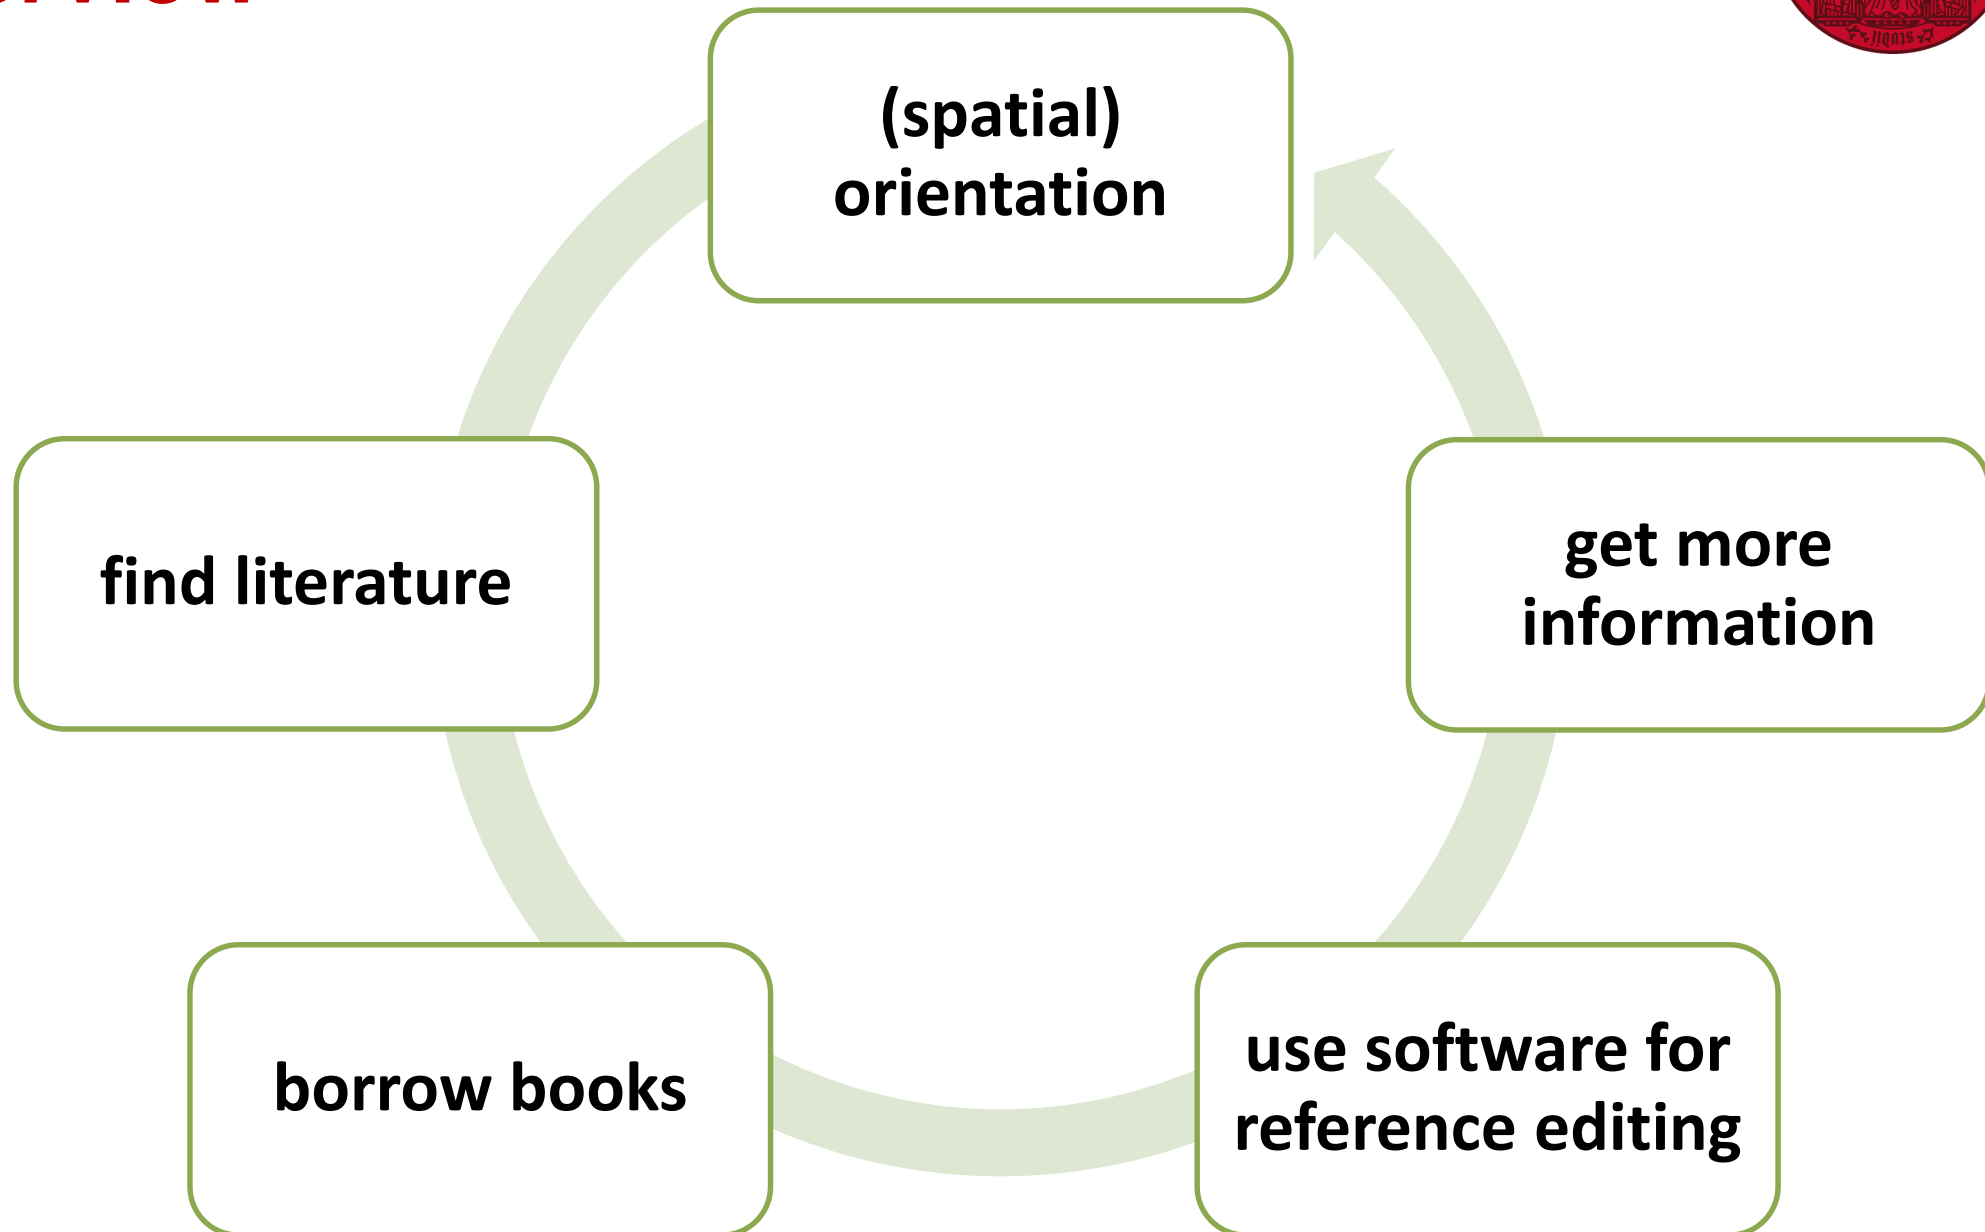 (spatial)
orientation
find literature
get more
information
borrow books
use software for
reference editing